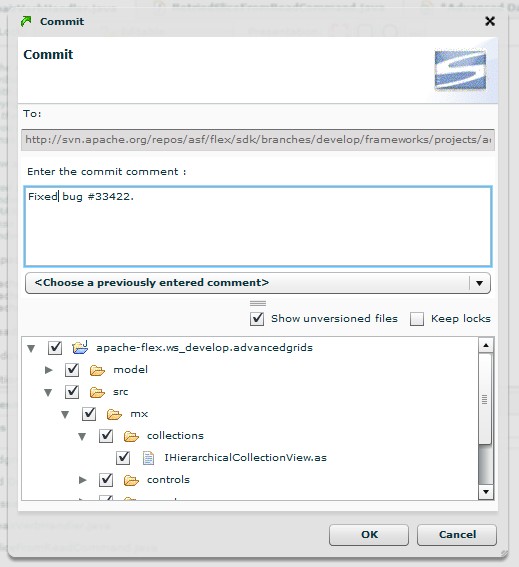 Commit
Commit
To:
http://svn.apache.org/repos/asf/flex/sdk/branches/develop/frameworks/projects/a
Enter the commit comment :
Fixed bug #33422.
<Choose a previously entered comment>
Show unversioned files
Keep locks
apache-flex.ws_develop.advancedgrids
model
src
mx
collections
IHierarchicalCollectionView.as
controls
OK
Cancel